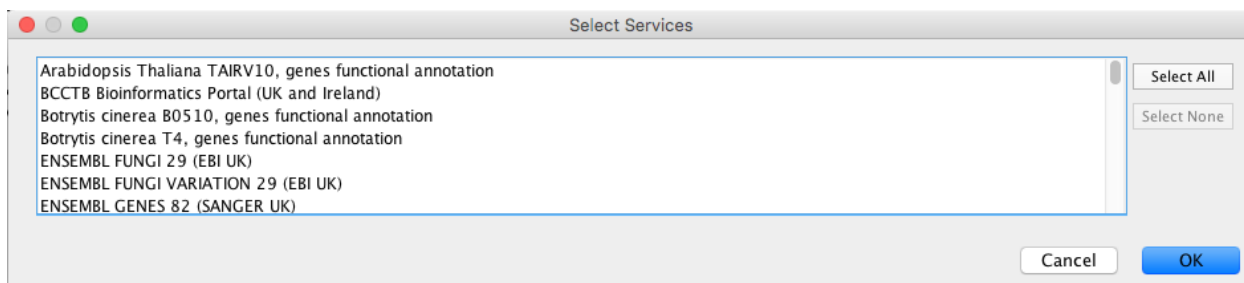 Select Services
Arabidopsis Thaliana TAIRV10, genes functional annotation
BCCTB Bioinformatics Portal (UK and Ireland)
Botrytis cinerea B0510, genes functional annotation
Botrytis cinerea T4, genes functional annotation
ENSEMBL FUNGI 29 (EBI UK)
ENSEMBL FUNGI VARIATION 29 (EBI UK)
ENSEMBL GENES 82 (SANGER UK)
Select All
Select None
Cancel
OK